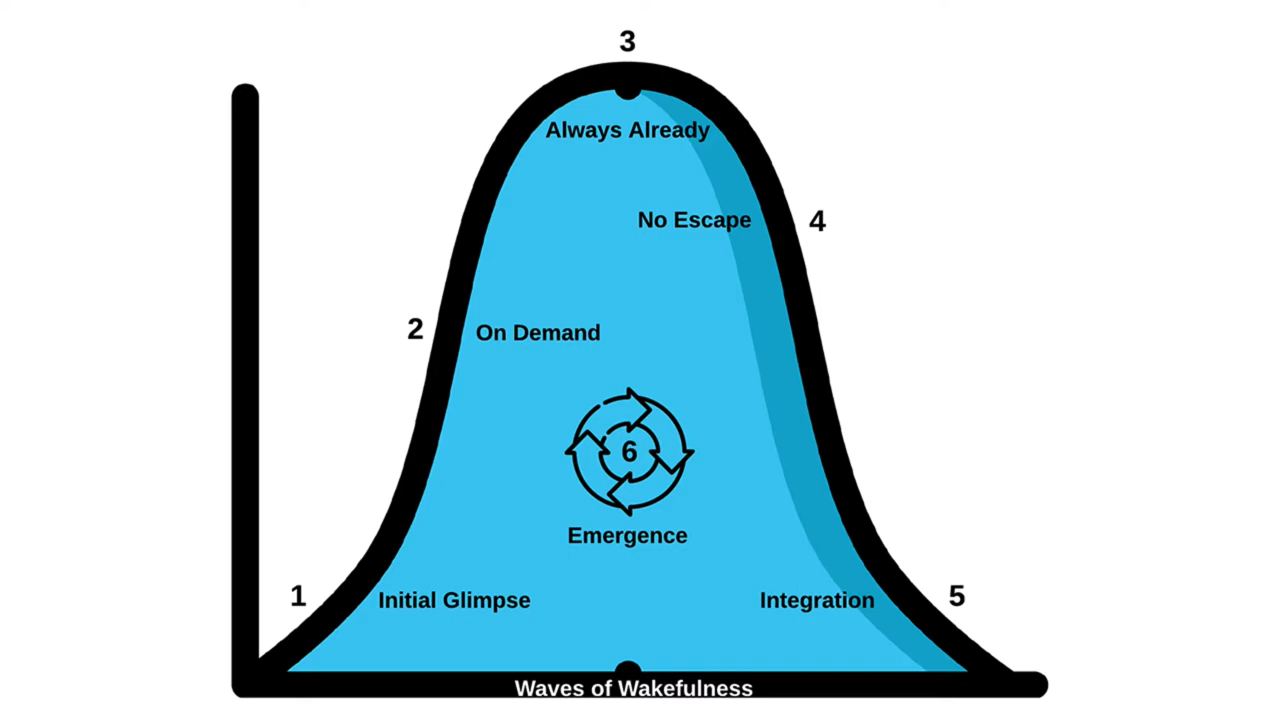 3
Always Already
No Escape
4
2
On Demand
6
Emergence
1
Initial Glimpse
Integration
5
Waves of Wakefulness